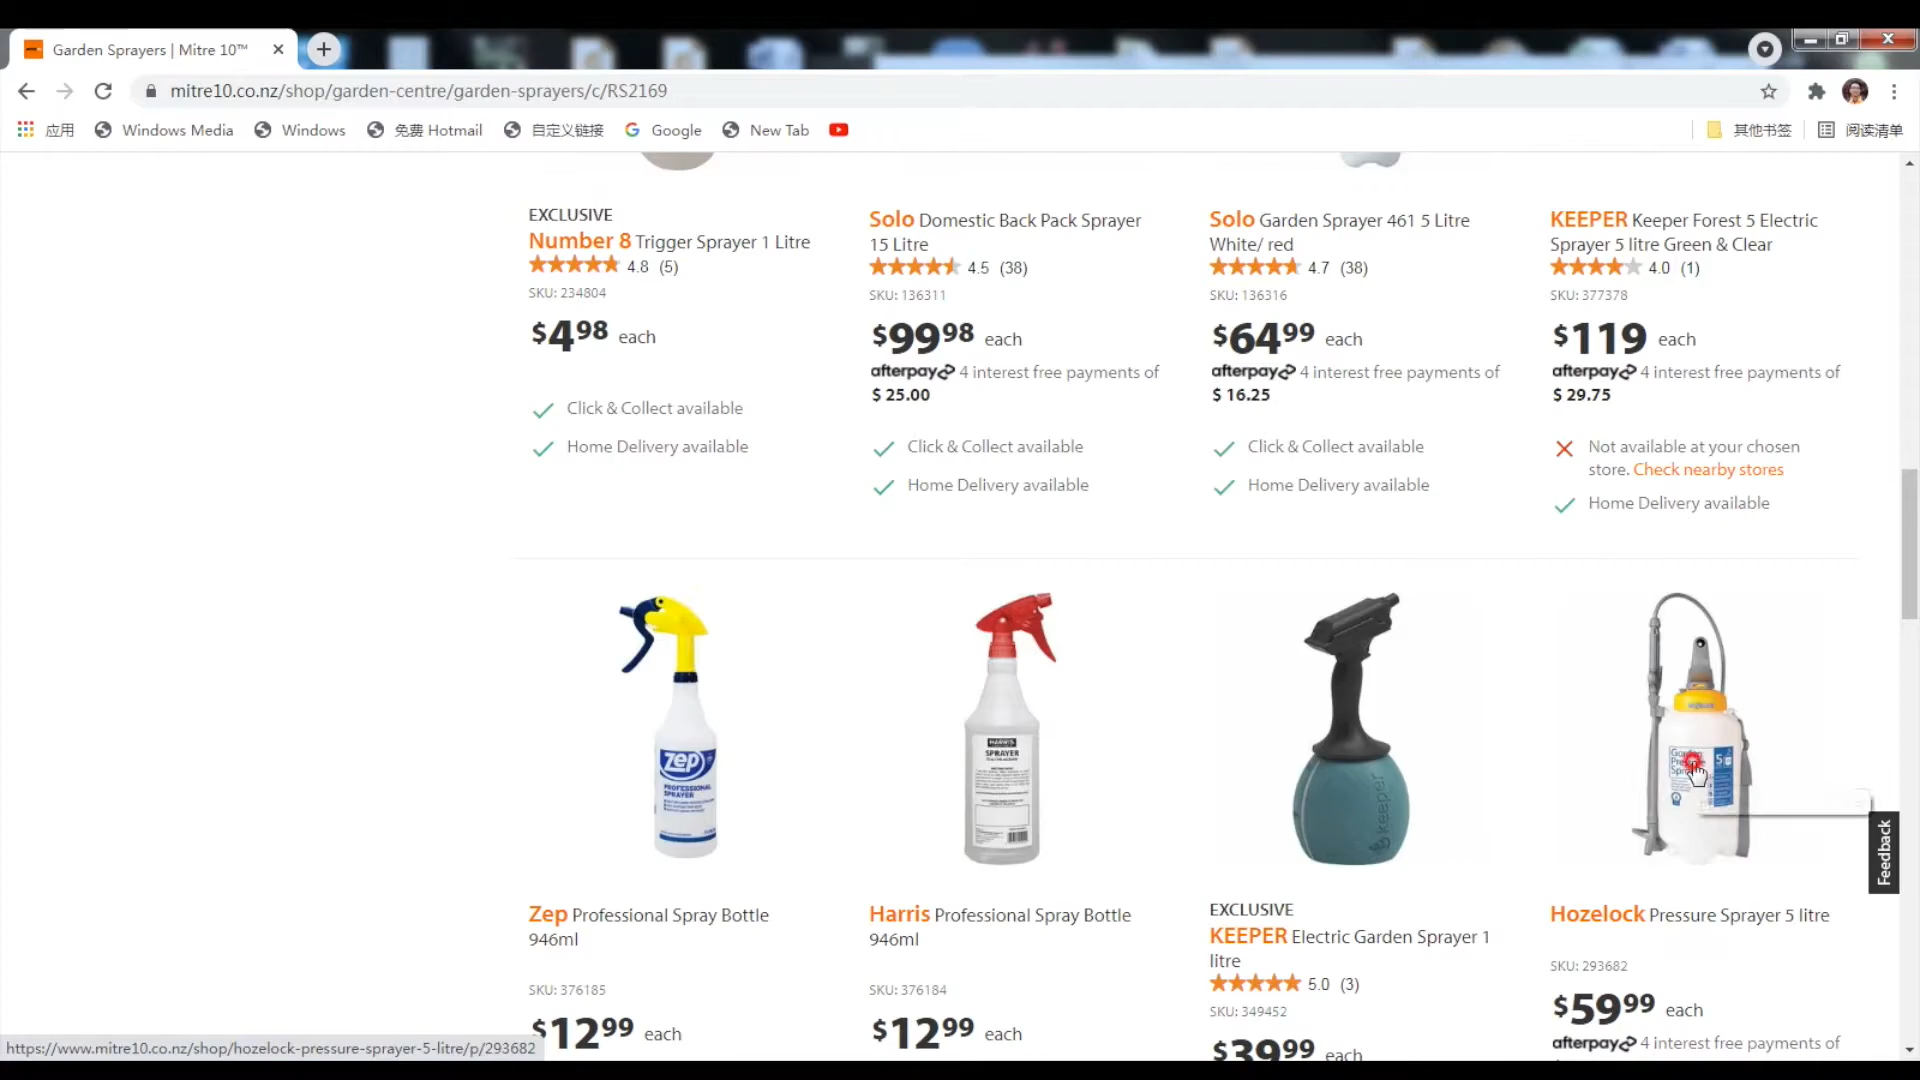 Garden Sprayers | Mitre 10™
mitre10.co.nz/shop/garden-centre/garden-sprayers/c/RS2169
应用 Windows Media Windows 免费 Hotmail 自定义链接 Google New Tab 其他书签 阅读清单
EXCLUSIVE
Number 8 Trigger Sprayer 1 Litre
4.8 (5)
SKU: 234804
$4.98 each
Click & Collect available
Home Delivery available
Solo Domestic Back Pack Sprayer
15 Litre
4.5 (38)
SKU: 136311
$99.98 each
afterpay 4 interest free payments of
$ 25.00
Click & Collect available
Home Delivery available
Solo Garden Sprayer 461 5 Litre
White/ red
4.7 (38)
SKU: 136316
$64.99 each
afterpay 4 interest free payments of
$ 16.25
Click & Collect available
Home Delivery available
KEEPER Keeper Forest 5 Electric
Sprayer 5 litre Green & Clear
4.0 (1)
SKU: 377378
$119 each
afterpay 4 interest free payments of
$ 29.75
Not available at your chosen
store. Check nearby stores
Home Delivery available
zep
PROFESSIONAL
SPRAYER
HARRIS
SPRAYER
keeper
5
Feedback
Zep Professional Spray Bottle
946ml
SKU: 376185
$12.99 each
Harris Professional Spray Bottle
946ml
SKU: 376184
$12.99 each
EXCLUSIVE
KEEPER Electric Garden Sprayer 1
litre
5.0 (3)
SKU: 349452
$39.99 each
Hozelock Pressure Sprayer 5 litre
SKU: 293682
$59.99 each
afterpay 4 interest free payments of
https://www.mitre10.co.nz/shop/hozelock-pressure-sprayer-5-litre/p/293682